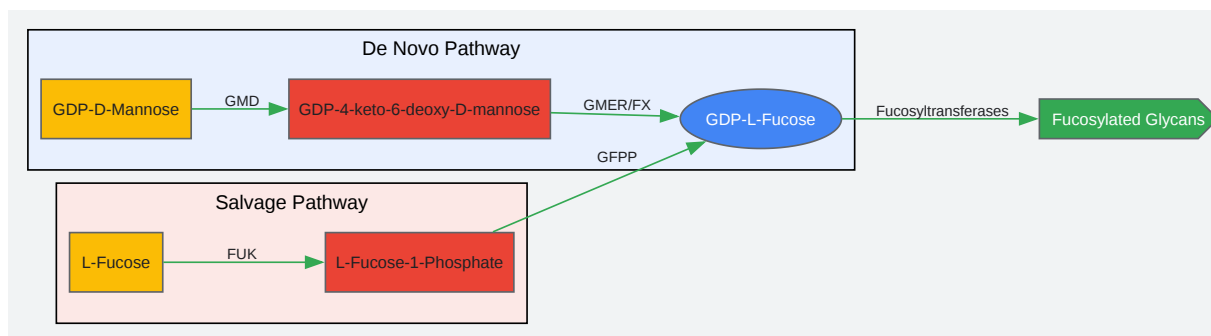 De Novo Pathway
GDP-D-Mannose
GMD
GDP-4-keto-6-deoxy-D-mannose
GMER/FX
GDP-L-Fucose
Fucosyltransferases
Fucosylated Glycans
GFPP
Salvage Pathway
L-Fucose
FUK
L-Fucose-1-Phosphate